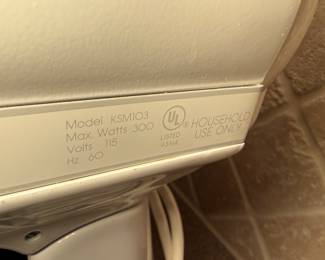 Model KSM103
Max. Watts 300
Volts 115
Hz 60
UL
®
LISTED
HOUSEHOLD
USE ONLY